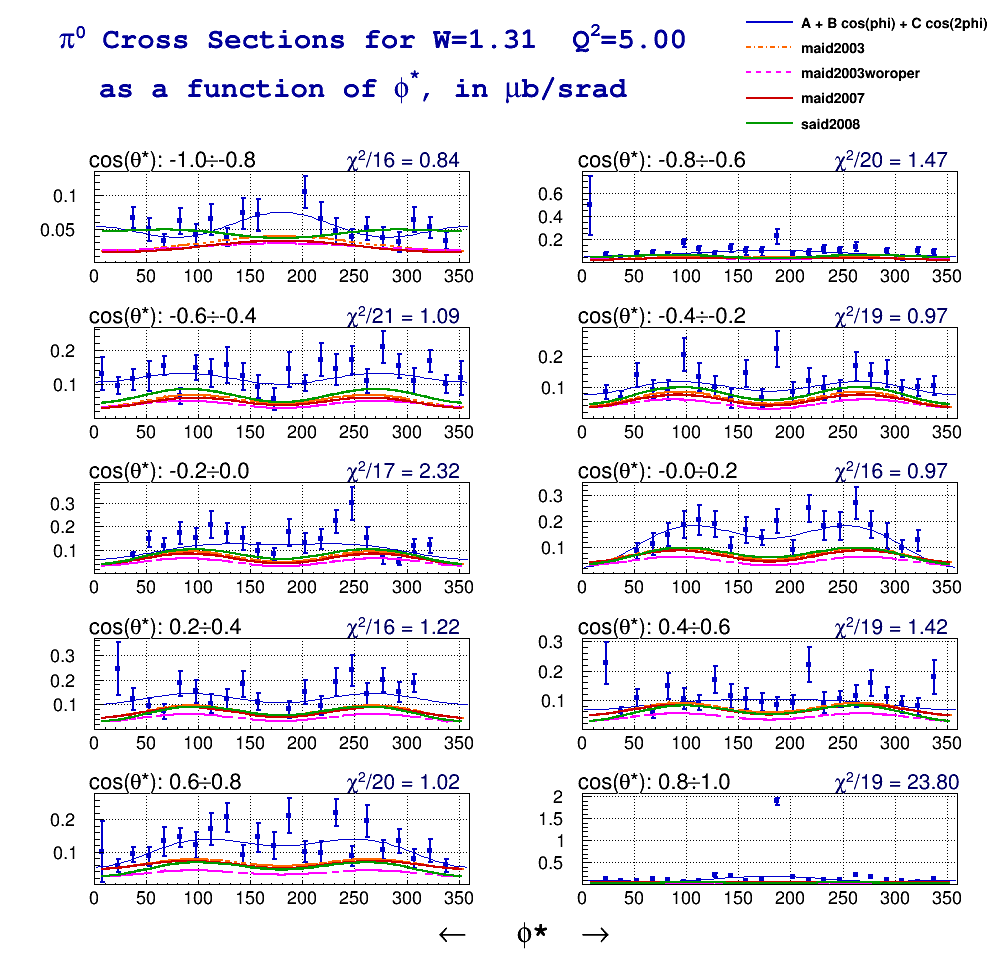 π⁰ Cross Sections for W=1.31 Q²=5.00
as a function of ϕ*, in μb/srad
A + B cos(phi) + C cos(2phi)
maid2003
maid2003woroper
maid2007
said2008
cos(θ*): -1.0÷-0.8 χ²/16 = 0.84
0.1
0.05
0 50 100 150 200 250 300 350
cos(θ*): -0.8÷-0.6 χ²/20 = 1.47
0.6
0.4
0.2
0 50 100 150 200 250 300 350
cos(θ*): -0.6÷-0.4 χ²/21 = 1.09
0.2
0.1
0 50 100 150 200 250 300 350
cos(θ*): -0.4÷-0.2 χ²/19 = 0.97
0.2
0.1
0 50 100 150 200 250 300 350
cos(θ*): -0.2÷0.0 χ²/17 = 2.32
0.3
0.2
0.1
0 50 100 150 200 250 300 350
cos(θ*): -0.0÷0.2 χ²/16 = 0.97
0.3
0.2
0.1
0 50 100 150 200 250 300 350
cos(θ*): 0.2÷0.4 χ²/16 = 1.22
0.3
0.2
0.1
0 50 100 150 200 250 300 350
cos(θ*): 0.4÷0.6 χ²/19 = 1.42
0.3
0.2
0.1
0 50 100 150 200 250 300 350
cos(θ*): 0.6÷0.8 χ²/20 = 1.02
0.2
0.1
0 50 100 150 200 250 300 350
cos(θ*): 0.8÷1.0 χ²/19 = 23.80
2
1.5
1
0.5
0 50 100 150 200 250 300 350
← ϕ* →